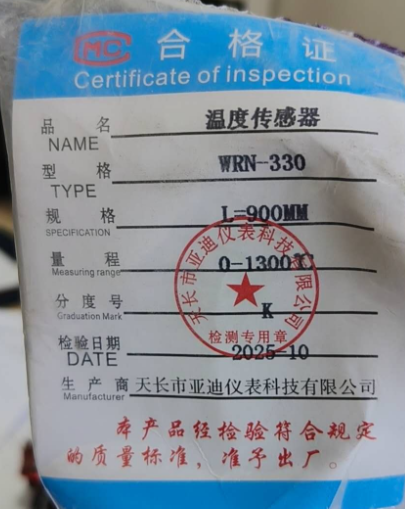 MC 合格证
Certificate of inspection
品名 温度传感器
NAME
型格 WRN-330
TYPE
规格 L=900MM
SPECIFICATION
量程 0-1300℃
Measuring range
分度号 K
Graduation Mark
检验日期 2025-10
DATE
生产商 天长市亚迪仪表科技有限公司
Manufacturer
天长市亚迪仪表科技有限公司
检测专用章
本产品经检验符合规定
的质量标准，准予出厂。